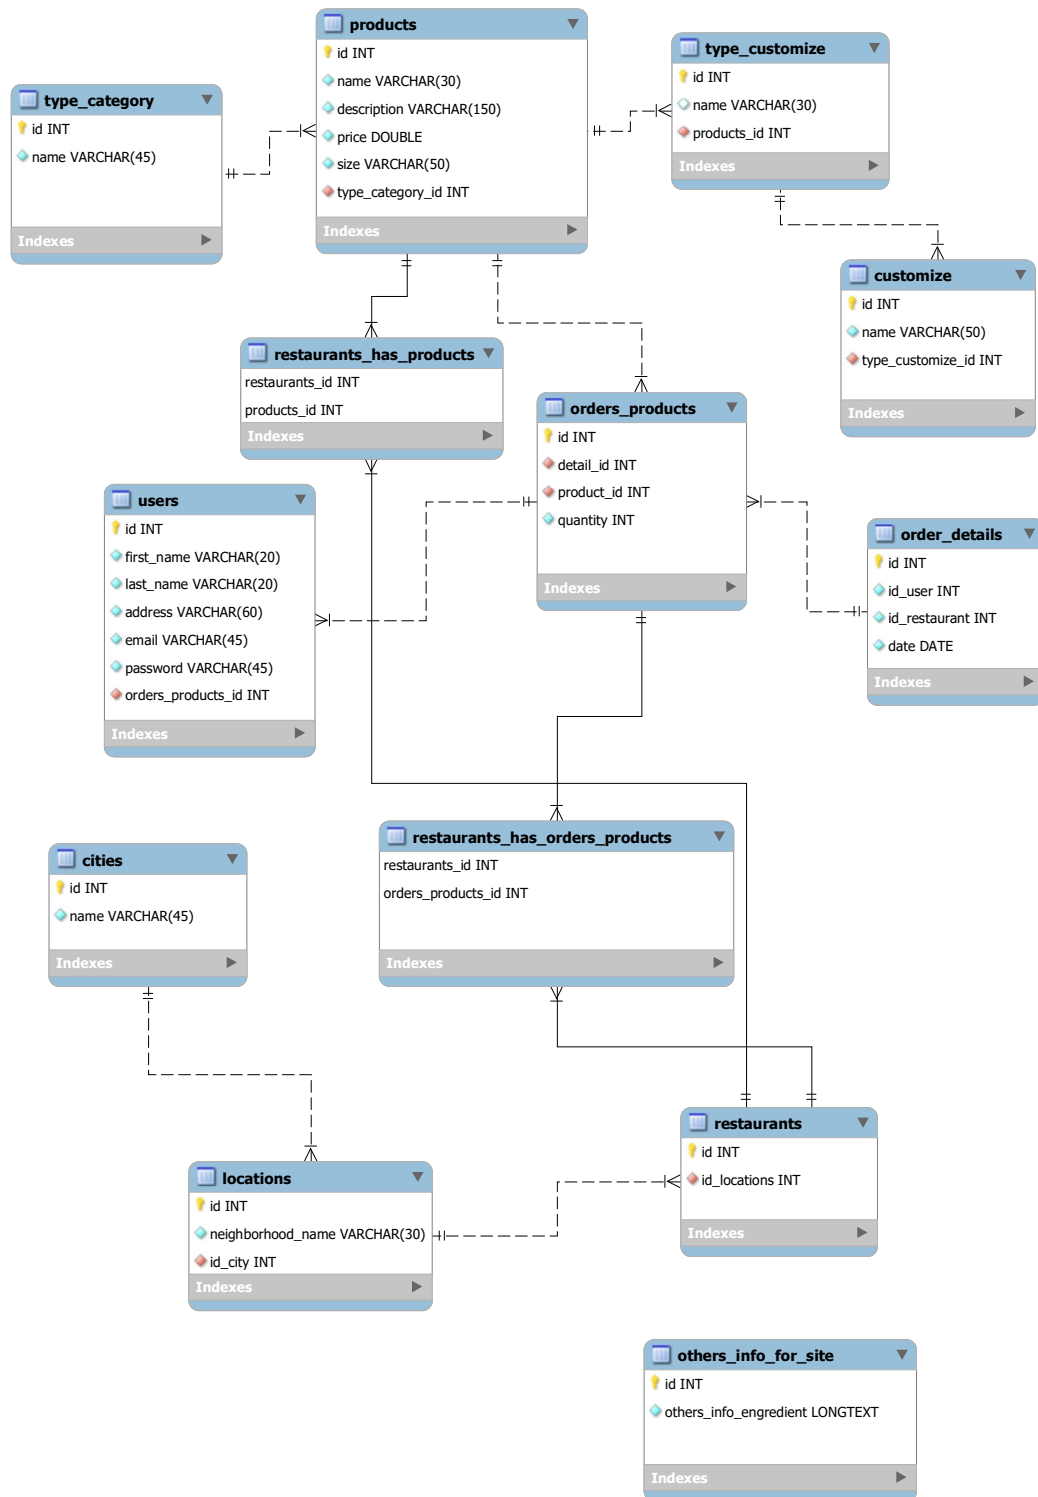 products
id INT
name VARCHAR(30)
description VARCHAR(150)
price DOUBLE
size VARCHAR(50)
type_category_id INT
Indexes
type_customize
id INT
name VARCHAR(30)
products_id INT
Indexes
type_category
id INT
name VARCHAR(45)
Indexes
customize
id INT
name VARCHAR(50)
type_customize_id INT
Indexes
restaurants_has_products
restaurants_id INT
products_id INT
Indexes
orders_products
id INT
detail_id INT
product_id INT
quantity INT
Indexes
users
id INT
first_name VARCHAR(20)
last_name VARCHAR(20)
address VARCHAR(60)
email VARCHAR(45)
password VARCHAR(45)
orders_products_id INT
Indexes
order_details
id INT
id_user INT
id_restaurant INT
date DATE
Indexes
restaurants_has_orders_products
restaurants_id INT
orders_products_id INT
Indexes
cities
id INT
name VARCHAR(45)
Indexes
restaurants
id INT
id_locations INT
Indexes
locations
id INT
neighborhood_name VARCHAR(30)
id_city INT
Indexes
others_info_for_site
id INT
others_info_engredient LONGTEXT
Indexes